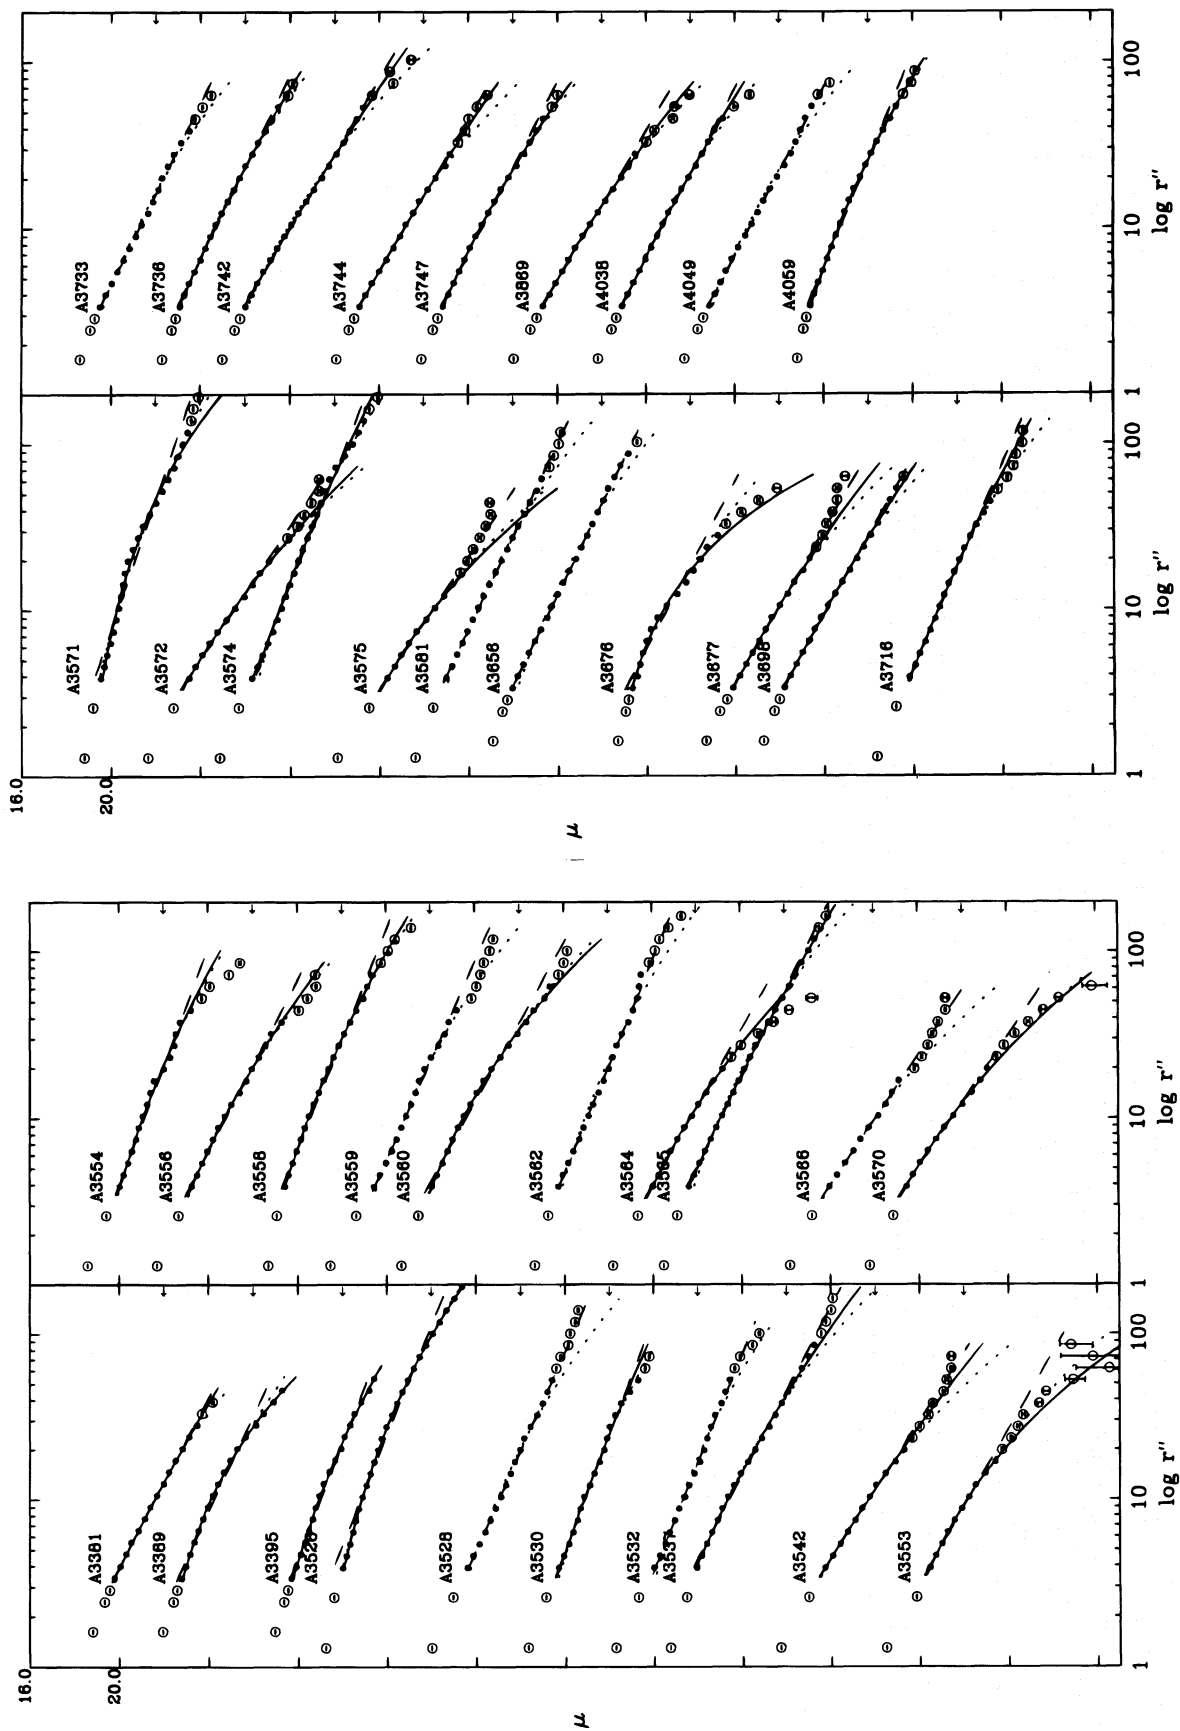 16.0
20.0
μ
A3381
A3389
A3395
A3526
A3528
A3530
A3532
A3537
A3542
A3553
1 10 100
log r"
A3554
A3556
A3558
A3559
A3560
A3562
A3564
A3565
A3566
A3570
1 10 100
log r"
16.0
20.0
μ
A3571
A3572
A3574
A3575
A3581
A3656
A3676
A3677
A3698
A3716
1 10 100
log r"
A3733
A3736
A3742
A3744
A3747
A3869
A4038
A4049
A4059
1 10 100
log r"